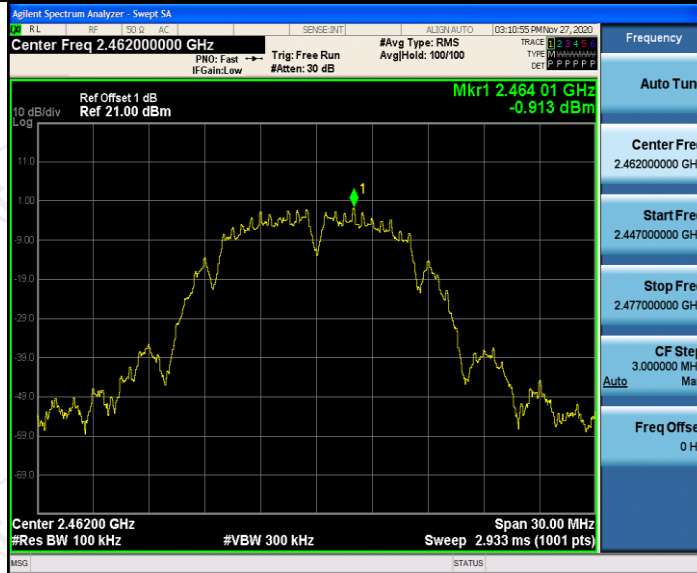 Agilent Spectrum Analyzer - Swept SA
RL RF 50 Ω AC SENSE:INT ALIGN AUTO 03:10:55 PM Nov 27, 2020
Center Freq 2.462000000 GHz
PNO: Fast
IFGain:Low
Trig: Free Run
#Atten: 30 dB
#Avg Type: RMS
Avg|Hold: 100/100
TRACE 1 2 3 4 5 6
TYPE M
DET P P P P P P
Ref Offset 1 dB
Ref 21.00 dBm
10 dB/div
Log
Mkr1 2.464 01 GHz
-0.913 dBm
11.0
1.00
-9.00
-19.0
-29.0
-39.0
-49.0
-59.0
-69.0
1
Center 2.46200 GHz
Span 30.00 MHz
#Res BW 100 kHz
#VBW 300 kHz
Sweep 2.933 ms (1001 pts)
MSG
STATUS
Frequency
Auto Tun
Center Fre
2.462000000 GH
Start Fre
2.447000000 GH
Stop Fre
2.477000000 GH
CF Ste
3.000000 MH
Auto Ma
Freq Offse
0 H